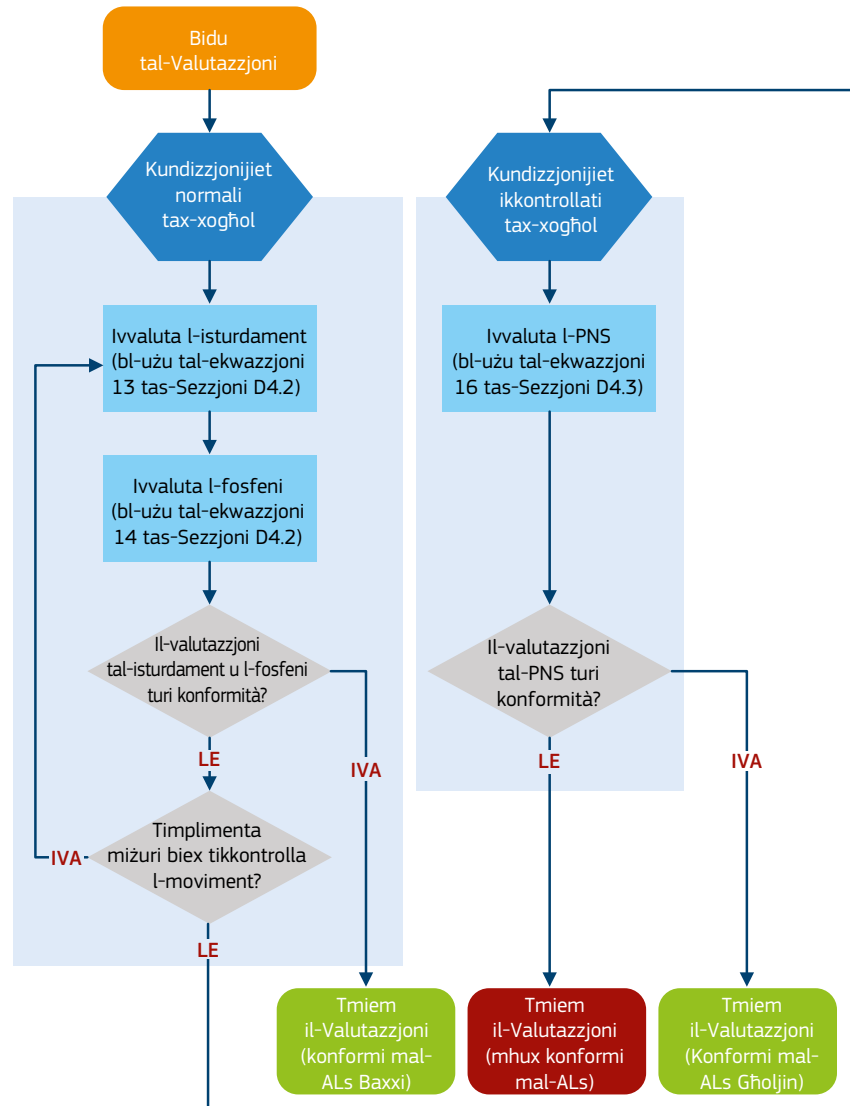 Bidu
tal-Valutazzjoni
Kundizzjonijiet
normali
tax-xogħol
Ivvaluta l-isturdament
(bl-użu tal-ekwazzjoni
13 tas-Sezzjoni D4.2)
Ivvaluta l-fosfeni
(bl-użu tal-ekwazzjoni
14 tas-Sezzjoni D4.2)
Il-valutazzjoni
tal-isturdament u l-fosfeni
turi konformità?
LE
IVA
Timplimenta
miżuri biex tikkontrolla
l-moviment?
IVA
LE
Kundizzjonijiet
ikkontrollati
tax-xogħol
Ivvaluta l-PNS
(bl-użu tal-ekwazzjoni
16 tas-Sezzjoni D4.3)
Il-valutazzjoni
tal-PNS turi
konformità?
LE
IVA
Tmiem
il-Valutazzjoni
(konformi mal-
ALs Baxxi)
Tmiem
il-Valutazzjoni
(mhux konformi
mal-ALs)
Tmiem
il-Valutazzjoni
(Konformi mal-
ALs Għoljin)